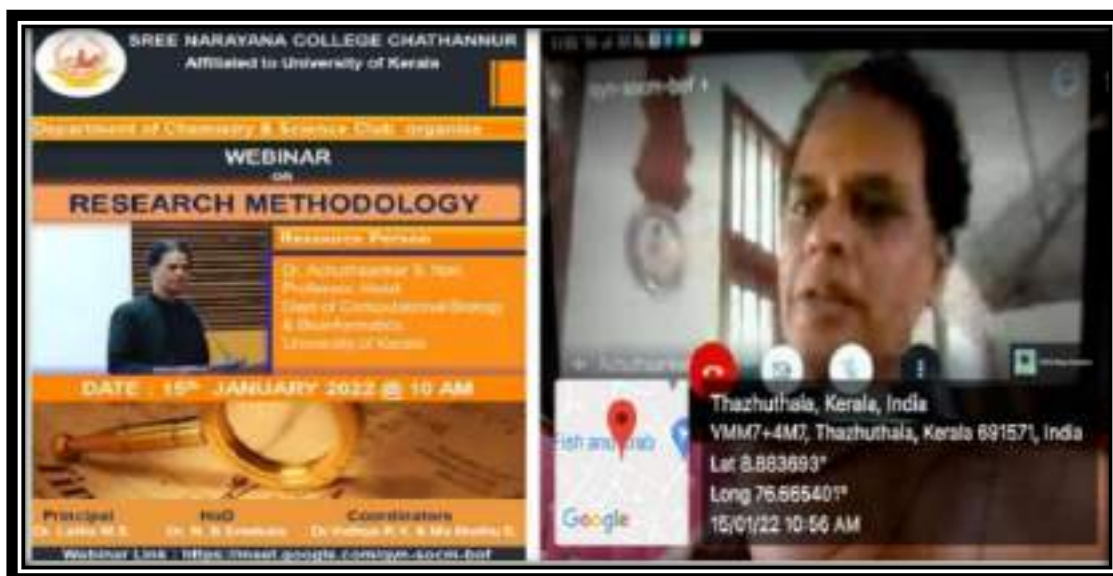 SREE NARAYANA COLLEGE CHATHANNUR
Affiliated to University of Kerala
Department of Chemistry & Science Club organise
WEBINAR
on
RESEARCH METHODOLOGY
Resource Person
Dr. Achuthsankar S. Nair
Professor Head
Dept of Computational Biology
& Bioinformatics
University of Kerala
DATE : 15th JANUARY 2022 @ 10 AM
Principal
HoD
Coordinators
Webinar Link : https://meet.google.com/qyn-socm-bof
qyn-socm-bof
Thazhuthala, Kerala, India
VMM7+4M7, Thazhuthala, Kerala 691571, India
Lat 8.883693°
Long 76.665401°
15/01/22 10:56 AM
Google